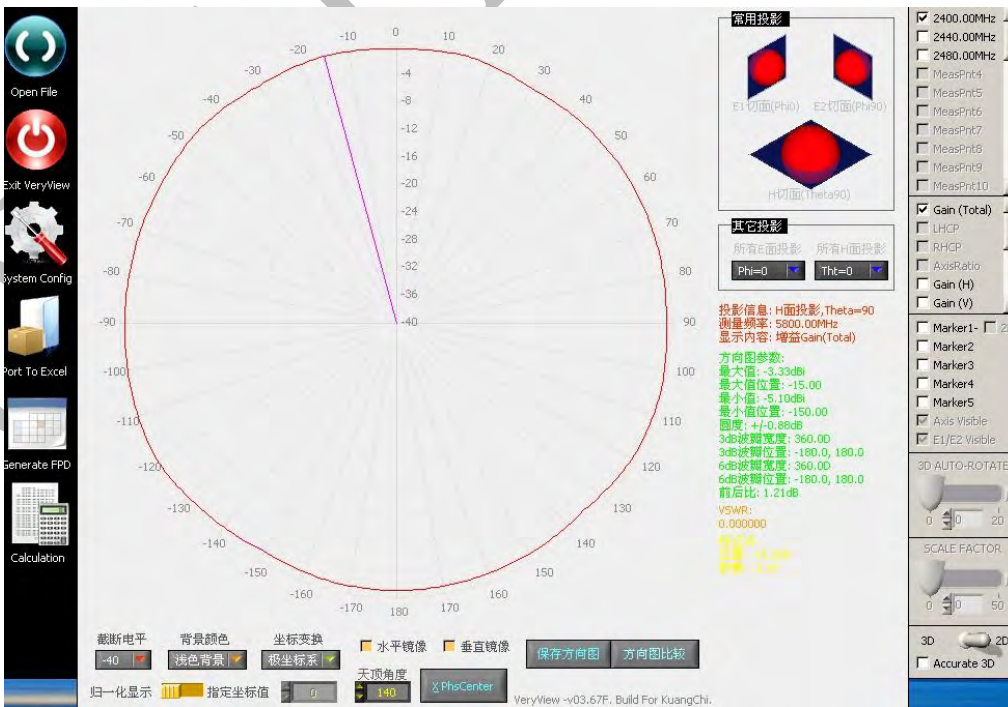 Open File
Exit VeryView
System Config
Port To Excel
Generate FPD
Calculation
0
-10
10
-20
20
-30
30
-40
40
-50
50
-60
60
-70
70
-80
80
-90
90
-100
100
-110
110
-120
120
-130
130
-140
140
-150
150
-160
160
-170
170
180
-4
-8
-12
-16
-20
-24
-28
-32
-36
-40
常用投影
E1切面(Phi0)
E2切面(Phi90)
H切面(Theta90)
其它投影
所有E面投影 所有H面投影
Phi=0 Tht=0
投影信息: H面投影,Theta=90
测量频率: 5800.00MHz
显示内容: 增益Gain(Total)
方向图参数:
最大值: -3.33dBi
最大值位置: -15.00
最小值: -5.10dBi
最小值位置: -150.00
圆度: +/-0.88dB
3dB波瓣宽度: 360.0D
3dB波瓣位置: -180.0, 180.0
6dB波瓣宽度: 360.0D
6dB波瓣位置: -180.0, 180.0
前后比: 1.21dB
VSWR:
0.000000
2400.00MHz
2440.00MHz
2480.00MHz
MeasPnt4
MeasPnt5
MeasPnt6
MeasPnt7
MeasPnt8
MeasPnt9
MeasPnt10
Gain (Total)
LHCP
RHCP
AxisRatio
Gain (H)
Gain (V)
Marker1- 2
Marker2
Marker3
Marker4
Marker5
Axis Visible
E1/E2 Visible
3D AUTO-ROTATE
0 0 20
SCALE FACTOR
0 0 50
3D 2D
Accurate 3D
截断电平 背景颜色 坐标变换
-40 浅色背景 极坐标系
水平镜像 垂直镜像
保存方向图 方向图比较
归一化显示 指定坐标值 0
天顶角度
140
X PhsCenter
VeryView -v03.67F. Build For KuangChi.